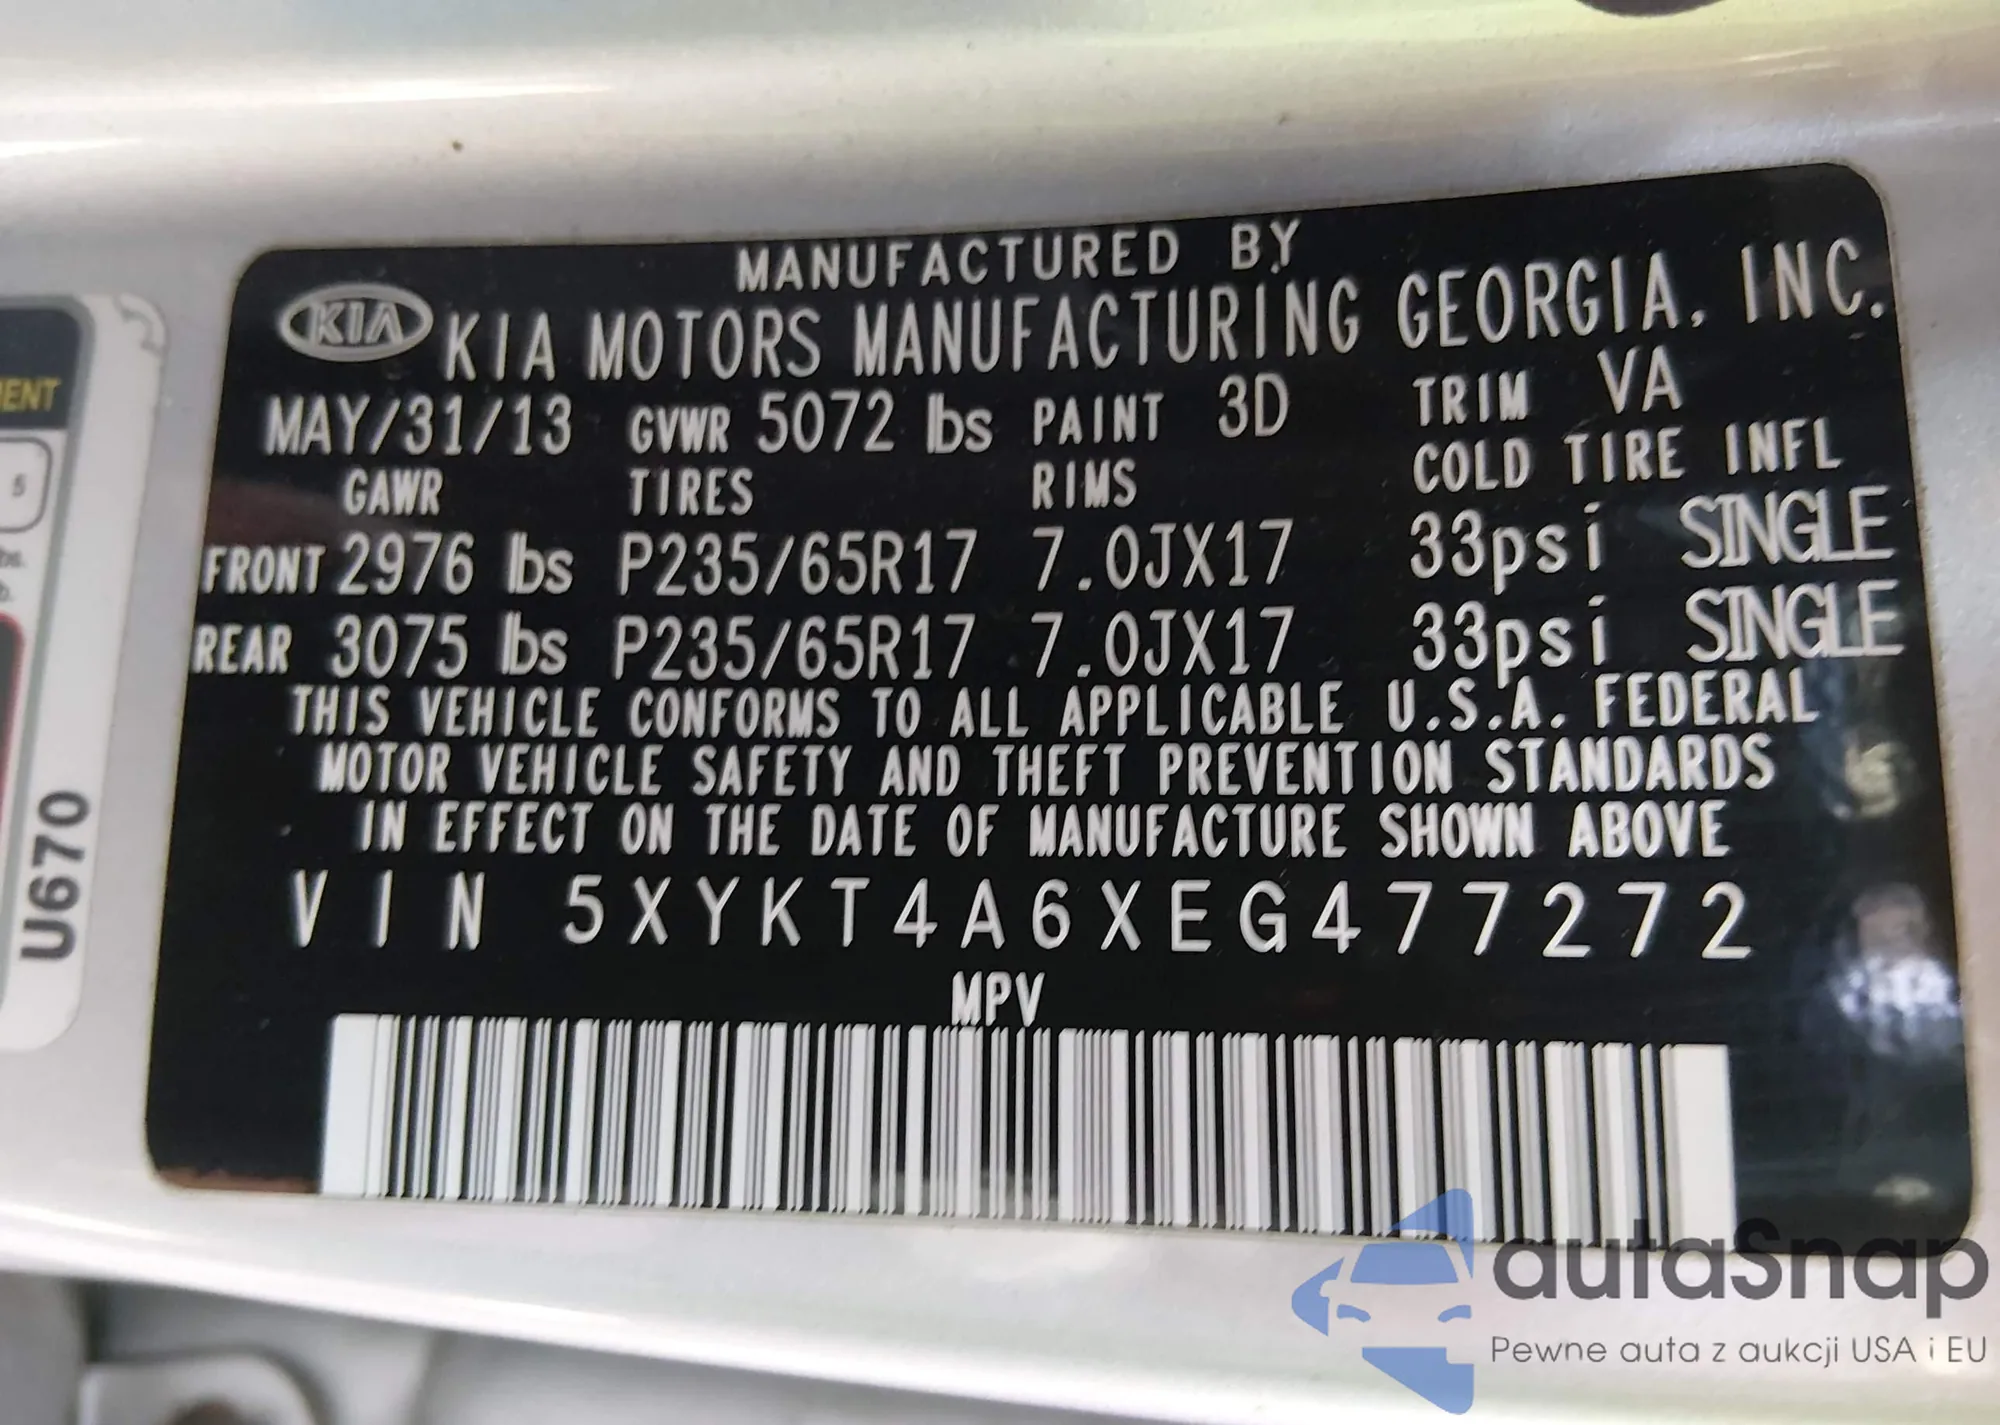 MANUFACTURED BY
KIA KIA MOTORS MANUFACTURING GEORGIA, INC.
MAY/31/13 GVWR 5072 lbs PAINT 3D TRIM VA
GAWR TIRES RIMS COLD TIRE INFL
FRONT 2976 lbs P235/65R17 7.0JX17 33psi SINGLE
REAR 3075 lbs P235/65R17 7.0JX17 33psi SINGLE
THIS VEHICLE CONFORMS TO ALL APPLICABLE U.S.A. FEDERAL
MOTOR VEHICLE SAFETY AND THEFT PREVENTION STANDARDS
IN EFFECT ON THE DATE OF MANUFACTURE SHOWN ABOVE
VIN 5XYKT4A6XEG477272
MPV
U670
5
autaSnap
Pewne auta z aukcji USA i EU